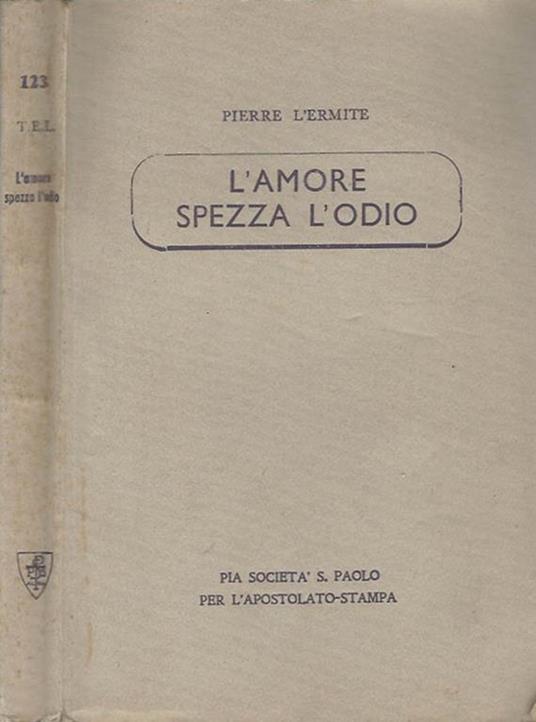 123
T.E.L.
L'amore
spezza l'odio
PIERRE L'ERMITE
L'AMORE
SPEZZA L'ODIO
PIA SOCIETA' S. PAOLO
PER L'APOSTOLATO-STAMPA